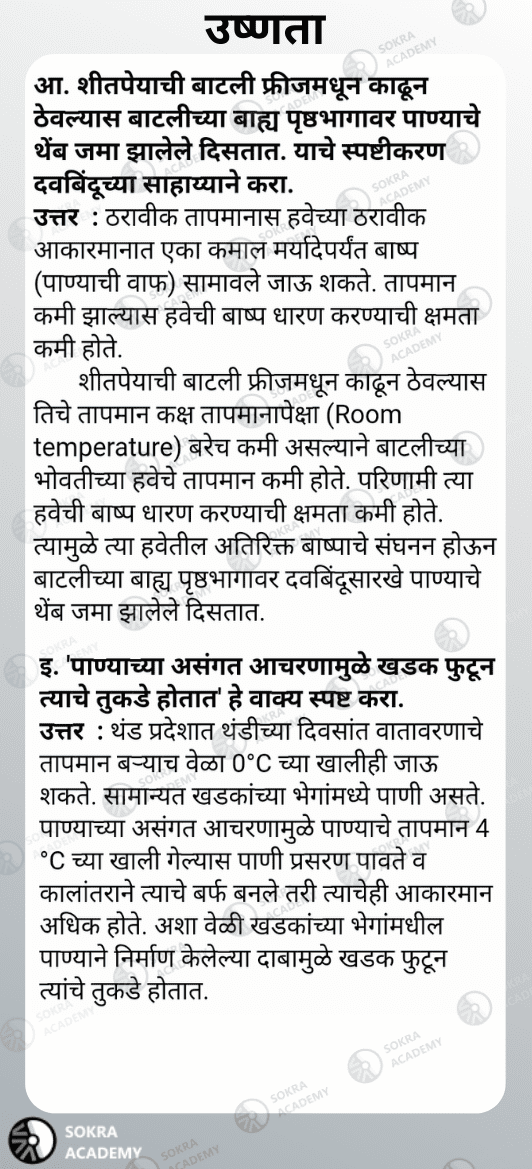 उष्णता
आ. शीतपेयाची बाटली फ्रीजमधून काढून
ठेवल्यास बाटलीच्या बाह्य पृष्ठभागावर पाण्याचे
थेंब जमा झालेले दिसतात. याचे स्पष्टीकरण
दवबिंदूच्या साहाय्याने करा.
उत्तर : ठरावीक तापमानास हवेच्या ठरावीक
आकारमानात एका कमाल मर्यादेपर्यंत बाष्प
(पाण्याची वाफ) सामावले जाऊ शकते. तापमान
कमी झाल्यास हवेची बाष्प धारण करण्याची क्षमता
कमी होते.
शीतपेयाची बाटली फ्रीजमधून काढून ठेवल्यास
तिचे तापमान कक्ष तापमानापेक्षा (Room
temperature) बरेच कमी असल्याने बाटलीच्या
भोवतीच्या हवेचे तापमान कमी होते. परिणामी त्या
हवेची बाष्प धारण करण्याची क्षमता कमी होते.
त्यामुळे त्या हवेतील अतिरिक्त बाष्पाचे संघनन होऊन
बाटलीच्या बाह्य पृष्ठभागावर दवबिंदूसारखे पाण्याचे
थेंब जमा झालेले दिसतात.
इ. 'पाण्याच्या असंगत आचरणामुळे खडक फुटून
त्याचे तुकडे होतात' हे वाक्य स्पष्ट करा.
उत्तर : थंड प्रदेशात थंडीच्या दिवसांत वातावरणाचे
तापमान बऱ्याच वेळा 0°C च्या खालीही जाऊ
शकते. सामान्यत खडकांच्या भेगांमध्ये पाणी असते.
पाण्याच्या असंगत आचरणामुळे पाण्याचे तापमान 4
°C च्या खाली गेल्यास पाणी प्रसरण पावते व
कालांतराने त्याचे बर्फ बनले तरी त्याचेही आकारमान
अधिक होते. अशा वेळी खडकांच्या भेगांमधील
पाण्याने निर्माण केलेल्या दाबामुळे खडक फुटून
त्यांचे तुकडे होतात.
SOKRA
ACADEMY